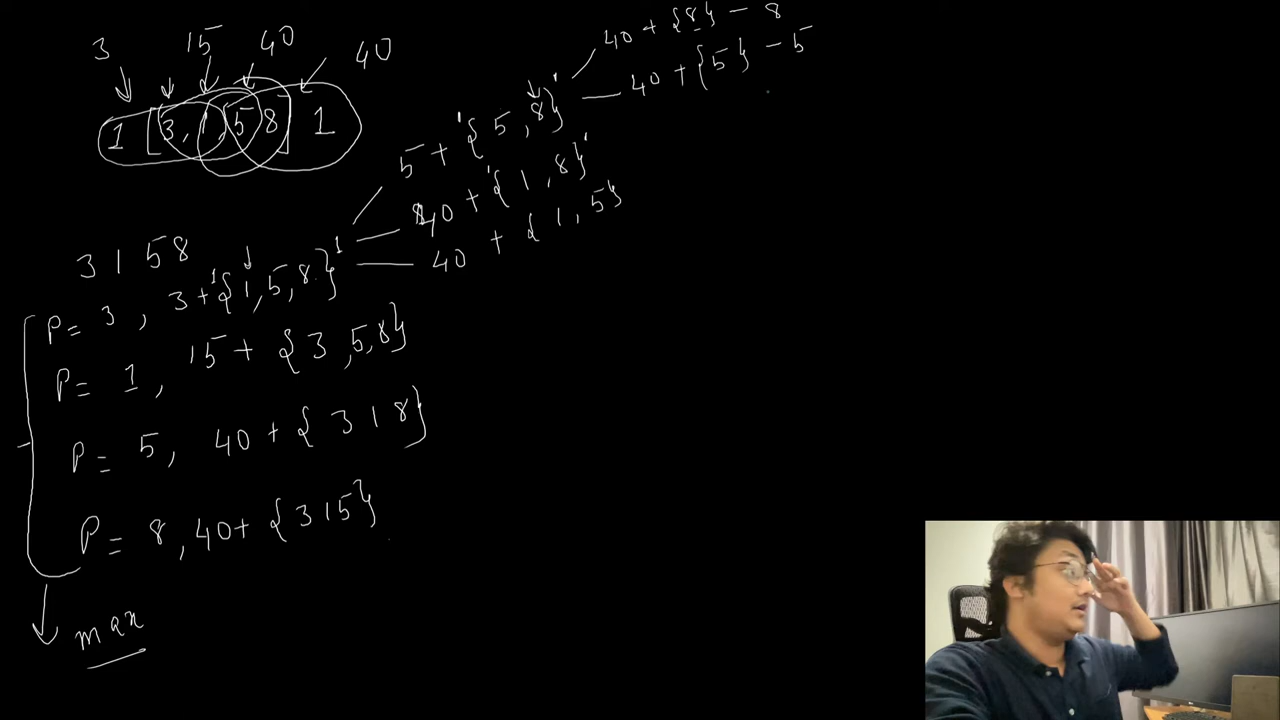 3 15 40 40
1 [3, 1, 5 8] 1
40 + {8} - 8
40 + {5} - 5
5 + '{5, 8}'
40 + '{1, 8}'
40 + {1, 5}
3 1 5 8
P = 3, 3 + '{1, 5, 8}'
P = 1, 15 + {3, 5, 8}
P = 5, 40 + {3 1 8}
P = 8, 40 + {3 1 5}
max